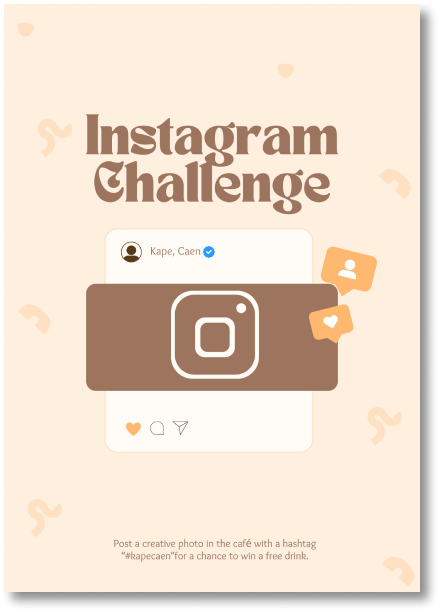 Instagram
Challenge
Kape, Caen
Post a creative photo in the café with a hashtag
"#kapecaen"for a chance to win a free drink.